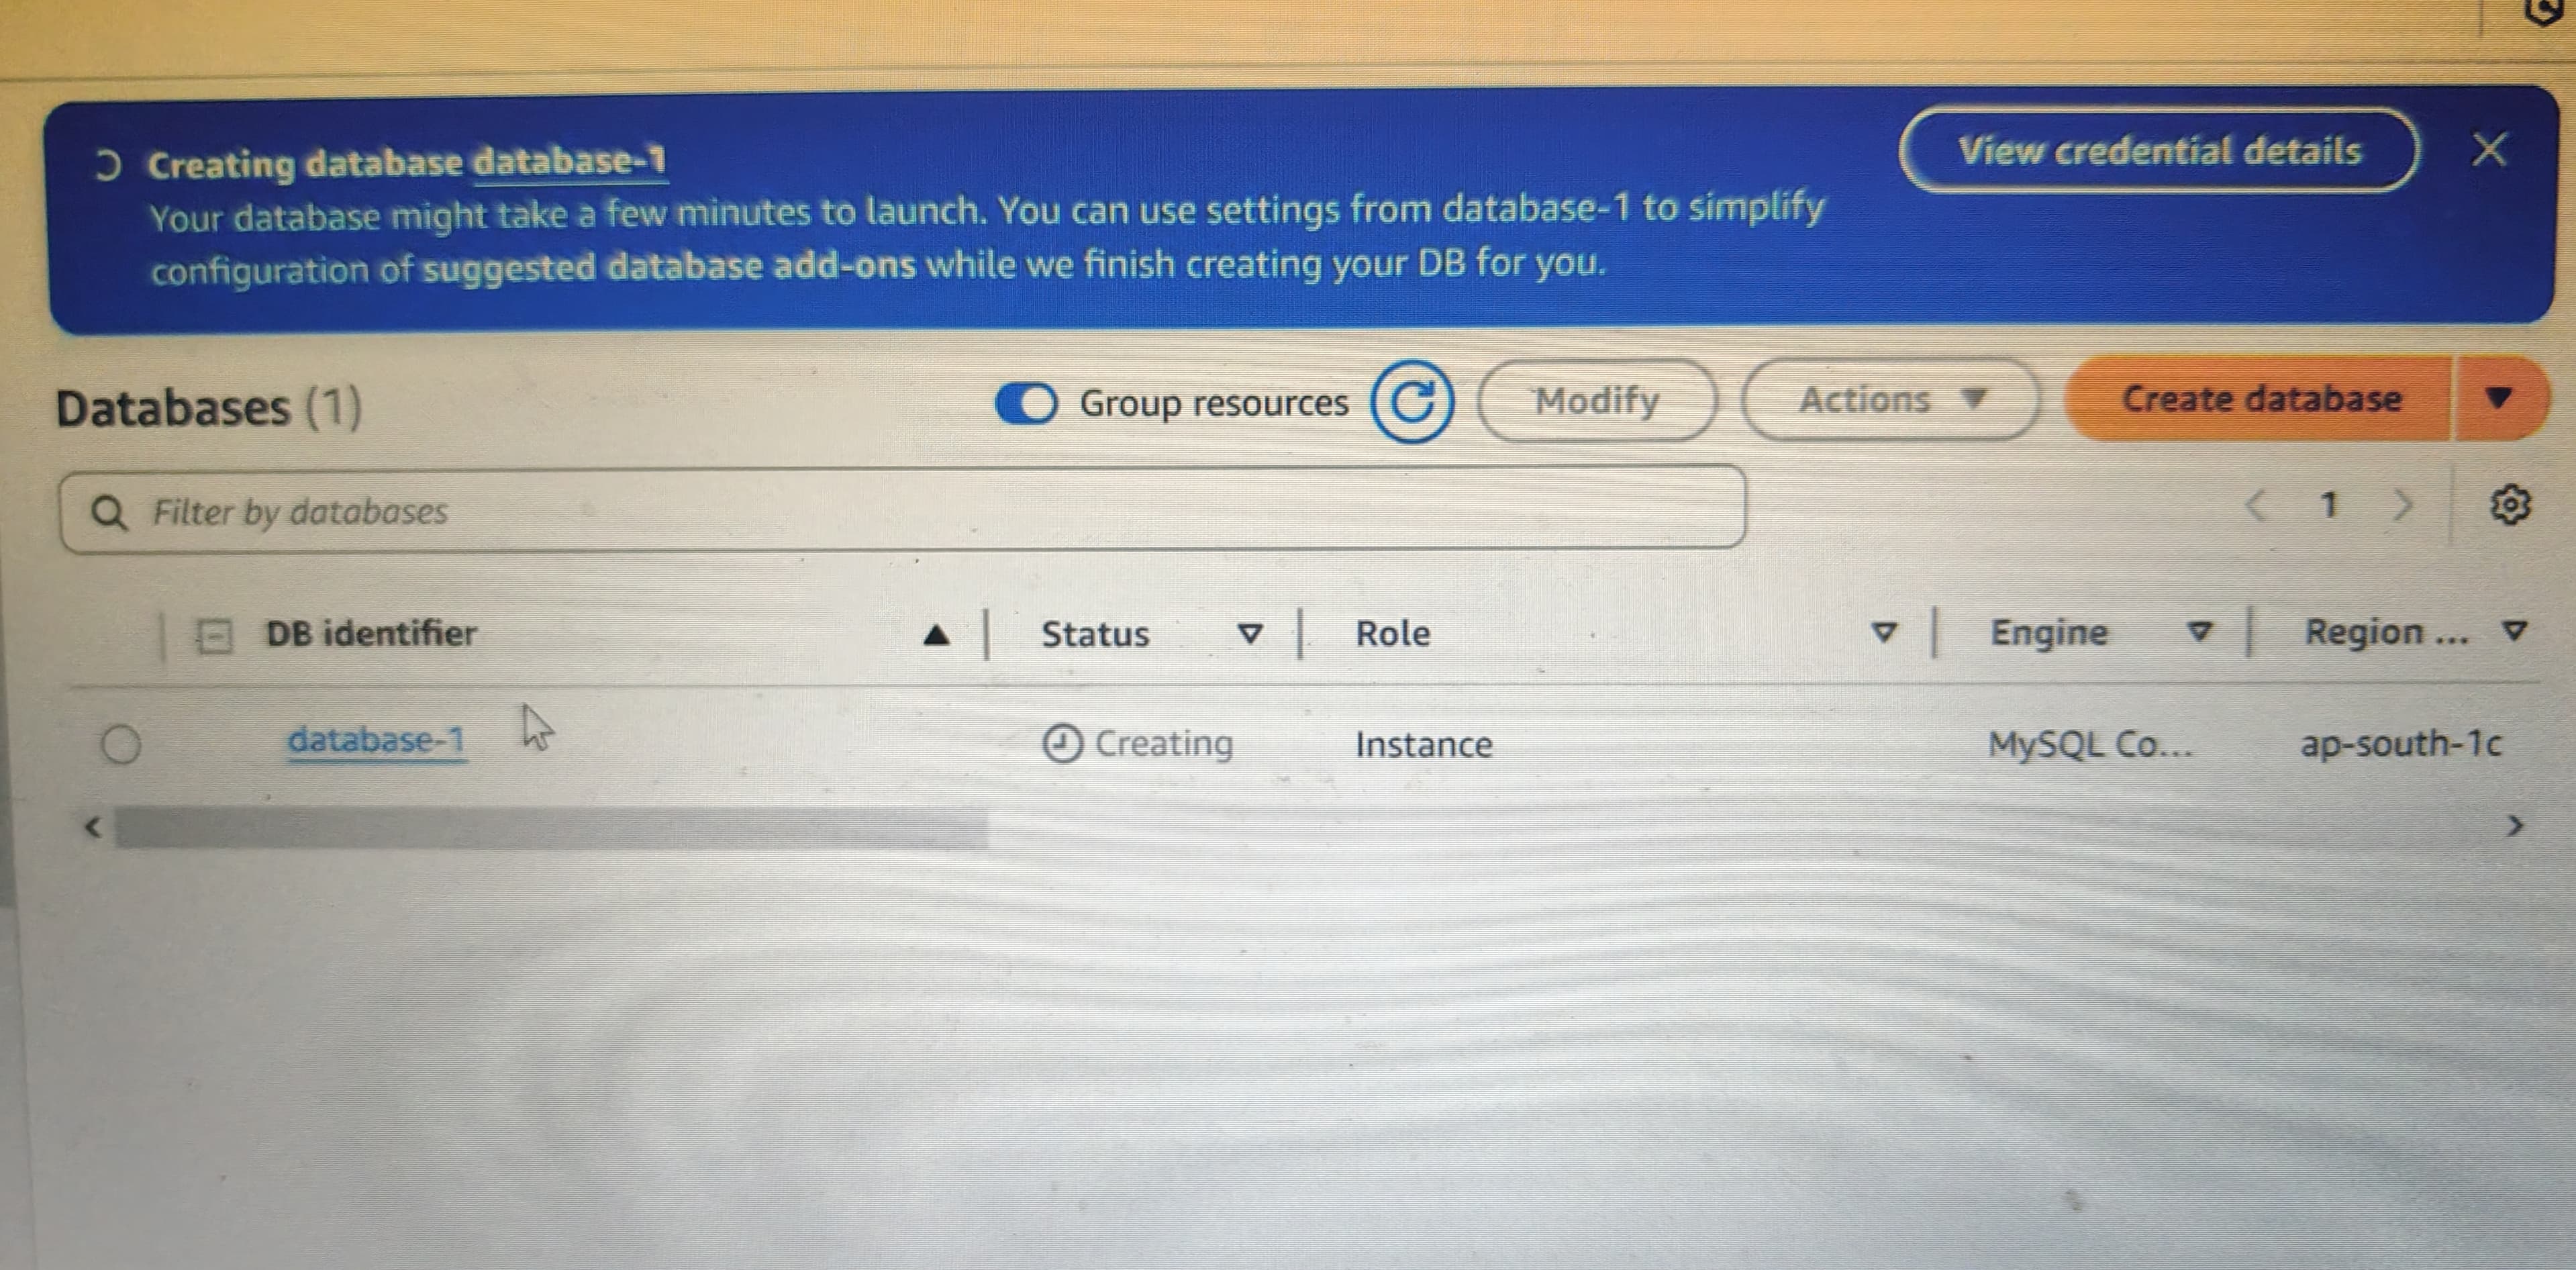 Creating database database-1
View credential details
Your database might take a few minutes to launch. You can use settings from database-1 to simplify
configuration of suggested database add-ons while we finish creating your DB for you.
Databases (1)
Group resources
Modify
Actions
Create database
Filter by databases
1
DB identifier
Status
Role
Engine
Region ...
database-1
Creating
Instance
MySQL Co...
ap-south-1c